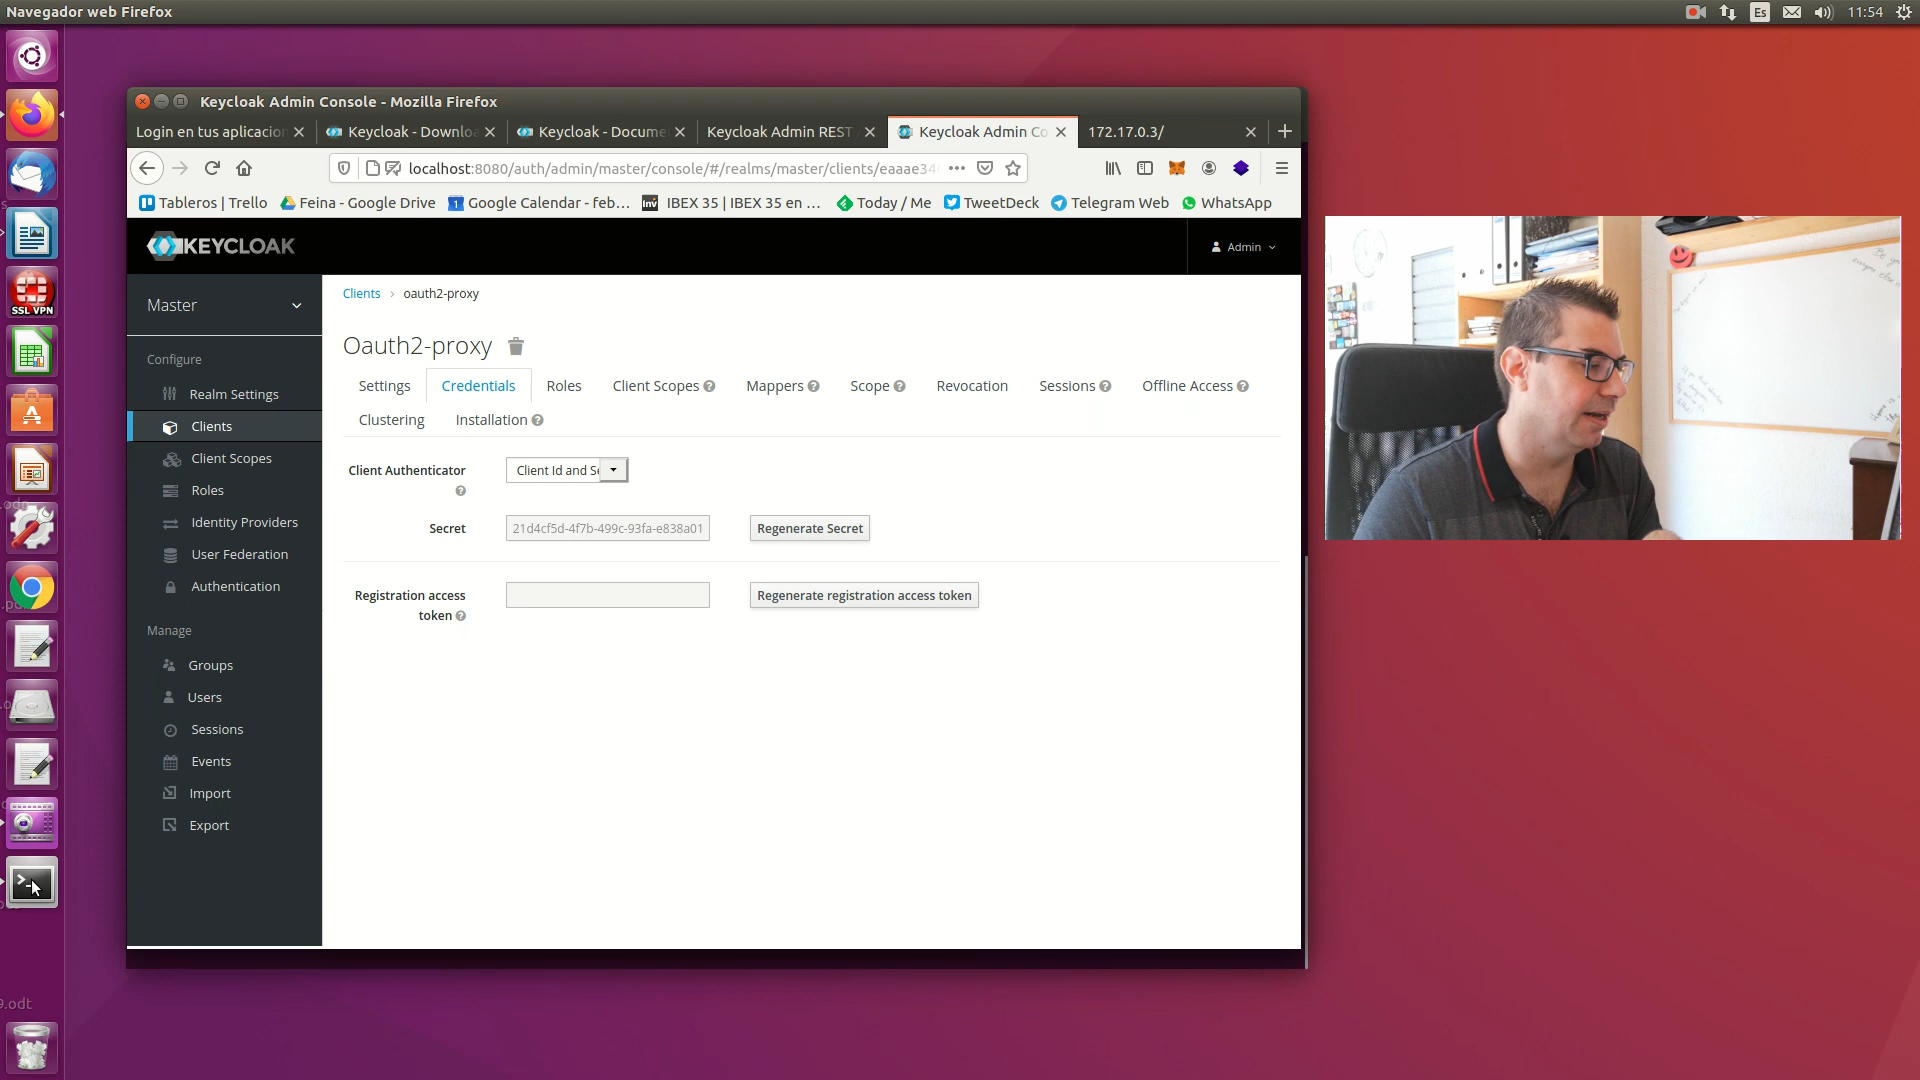 Navegador web Firefox
Es
11:54
Keycloak Admin Console - Mozilla Firefox
Login en tus aplicacion
Keycloak - Downlo
Keycloak - Docume
Keycloak Admin REST
Keycloak Admin Co
172.17.0.3/
localhost:8080/auth/admin/master/console/#/realms/master/clients/eaaae34
Tableros | Trello
Feina - Google Drive
1 Google Calendar - feb...
Inv IBEX 35 | IBEX 35 en ...
Today / Me
TweetDeck
Telegram Web
WhatsApp
KEYCLOAK
Admin
Master
Clients > oauth2-proxy
Oauth2-proxy
Configure
Realm Settings
Clients
Client Scopes
Roles
Identity Providers
User Federation
Authentication
Manage
Groups
Users
Sessions
Events
Import
Export
Settings
Credentials
Roles
Client Scopes
Mappers
Scope
Revocation
Sessions
Offline Access
Clustering
Installation
Client Authenticator
Client Id and Se
Secret
21d4cf5d-4f7b-499c-93fa-e838a01
Regenerate Secret
Registration access
token
Regenerate registration access token
SSL VPN
9.odt